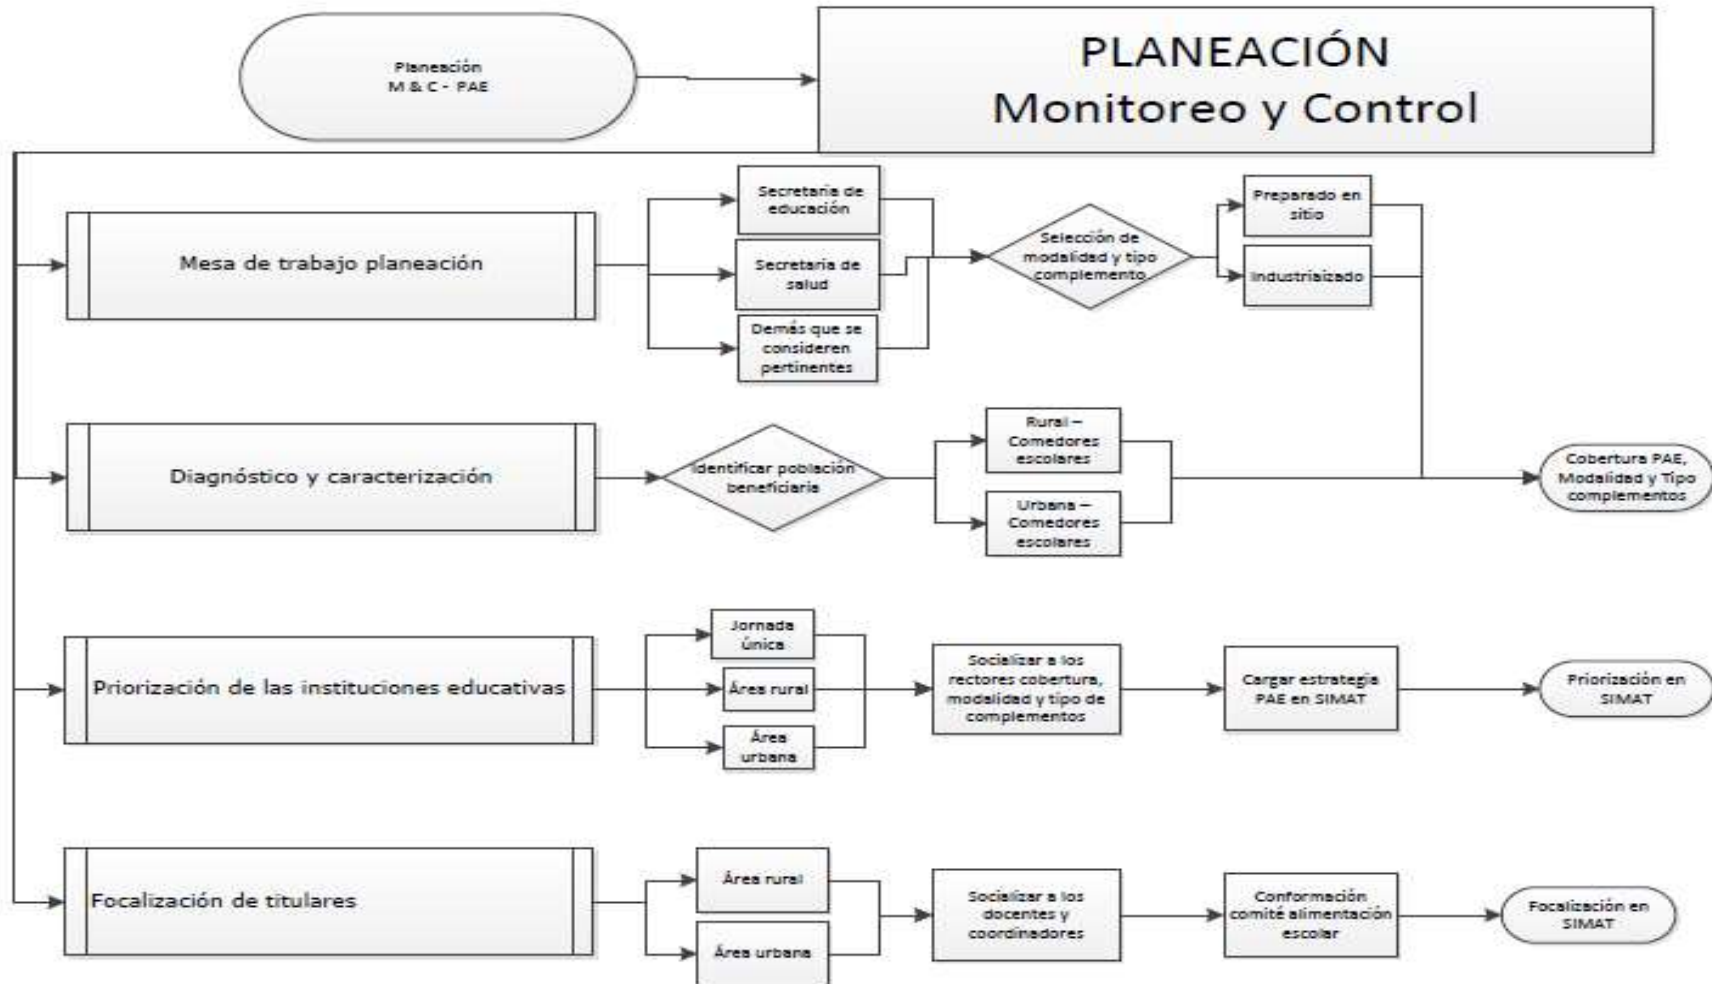 Planeación
M & C - PAE
PLANEACIÓN
Monitoreo y Control
Mesa de trabajo planeación
Secretaria de
educación
Secretaria de
salud
Demás que se
consideren
pertinentes
Selección de
modalidad y tipo
complemento
Preparado en
sitio
Industriaizado
Diagnóstico y caracterización
Identificar población
beneficiaria
Rural –
Comedores
escolares
Urbana –
Comedores
escolares
Cobertura PAE,
Modalidad y Tipo
complementos
Priorización de las instituciones educativas
Jornada
única
Área rural
Área
urbana
Socializar a los
rectores cobertura,
modalidad y tipo de
complementos
Cargar estrategia
PAE en SIMAT
Priorización en
SIMAT
Focalización de titulares
Área rural
Área urbana
Socializar a los
docentes y
coordinadores
Conformación
comité alimentación
escolar
Focalización en
SIMAT